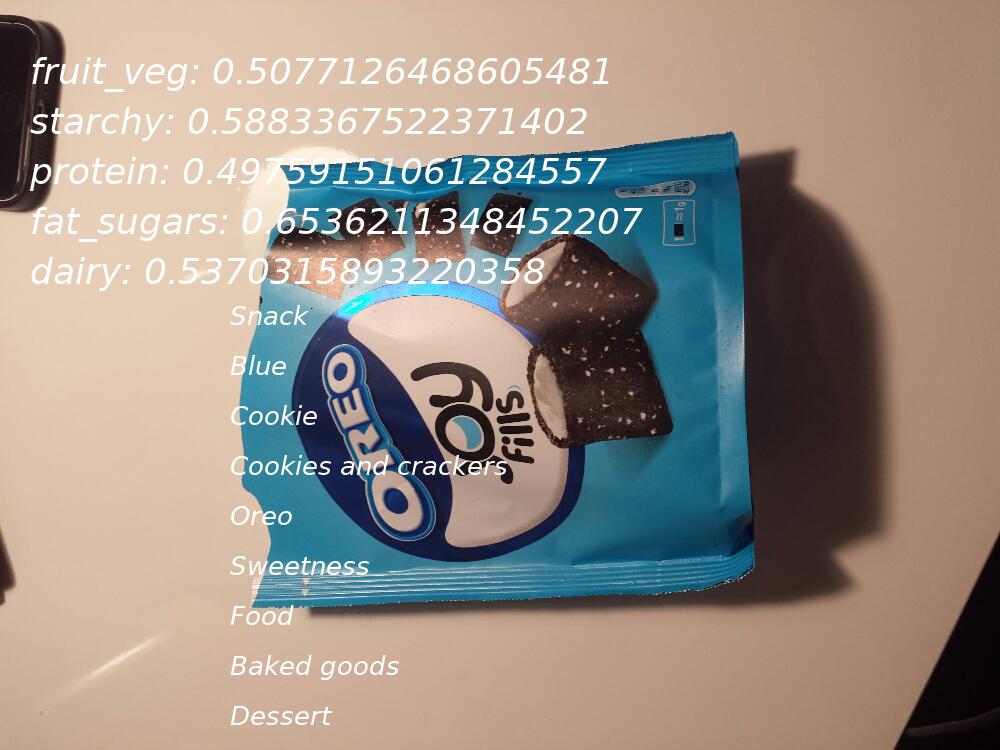 fruit_veg: 0.5077126468605481
starchy: 0.5883367522371402
protein: 0.49759151061284557
fat_sugars: 0.6536211348452207
dairy: 0.5370315893220358
Snack
Blue
Cookie
Cookies and crackers
Oreo
Sweetness
Food
Baked goods
Dessert
OREO
Joy
fills